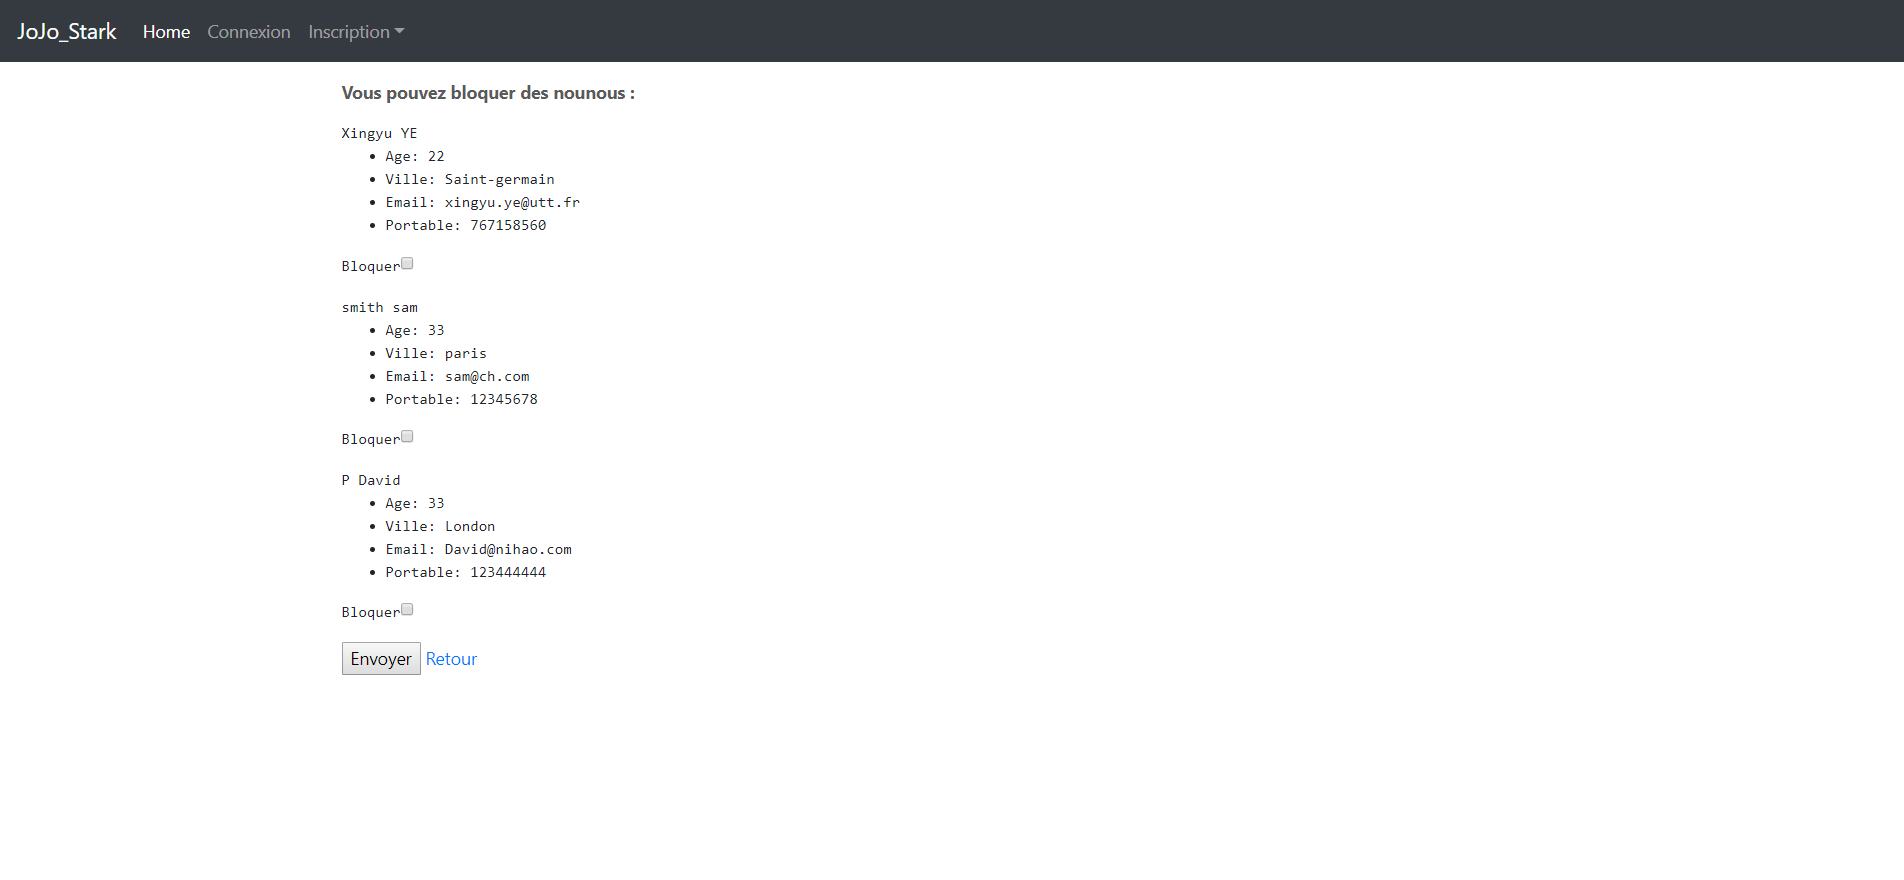 JoJo_Stark Home Connexion Inscription
Vous pouvez bloquer des nounous :
Xingyu YE
• Age: 22
• Ville: Saint-germain
• Email: xingyu.ye@utt.fr
• Portable: 767158560
Bloquer
smith sam
• Age: 33
• Ville: paris
• Email: sam@ch.com
• Portable: 12345678
Bloquer
P David
• Age: 33
• Ville: London
• Email: David@nihao.com
• Portable: 123444444
Bloquer
Envoyer Retour